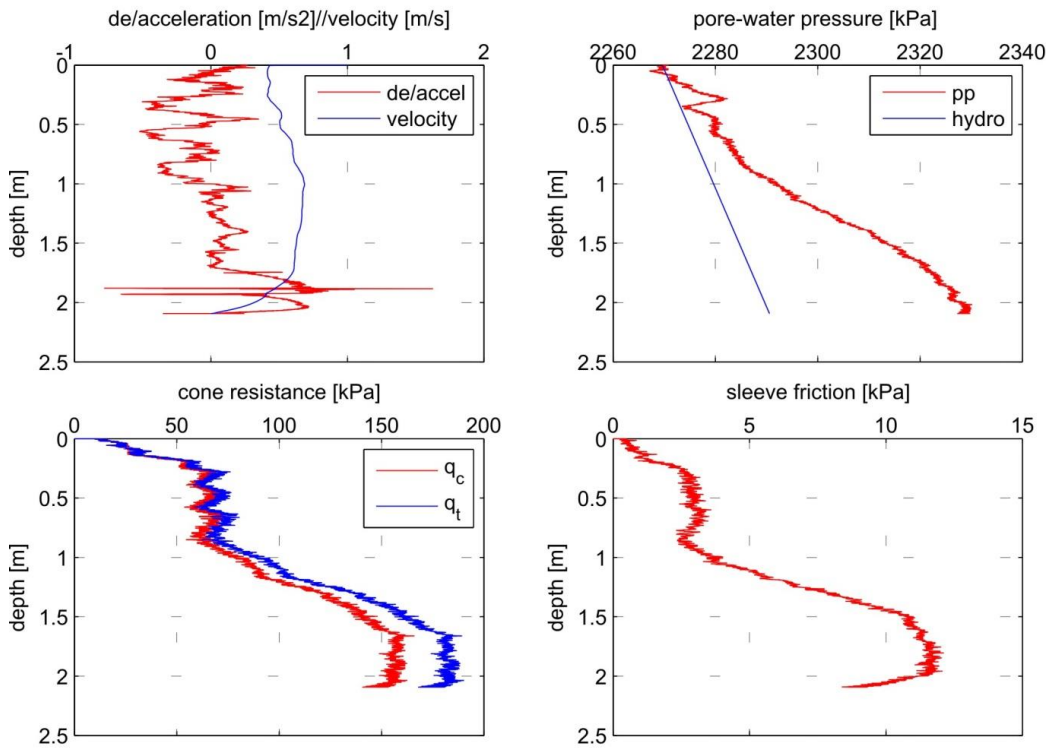 de/acceleration [m/s2]//velocity [m/s]
-1 0 1 2
0
0.5
1
1.5
2
2.5
depth [m]
de/accel
velocity
pore-water pressure [kPa]
2260 2280 2300 2320 2340
0
0.5
1
1.5
2
2.5
depth [m]
pp
hydro
cone resistance [kPa]
0 50 100 150 200
0
0.5
1
1.5
2
2.5
depth [m]
q_c
q_t
sleeve friction [kPa]
0 5 10 15
0
0.5
1
1.5
2
2.5
depth [m]